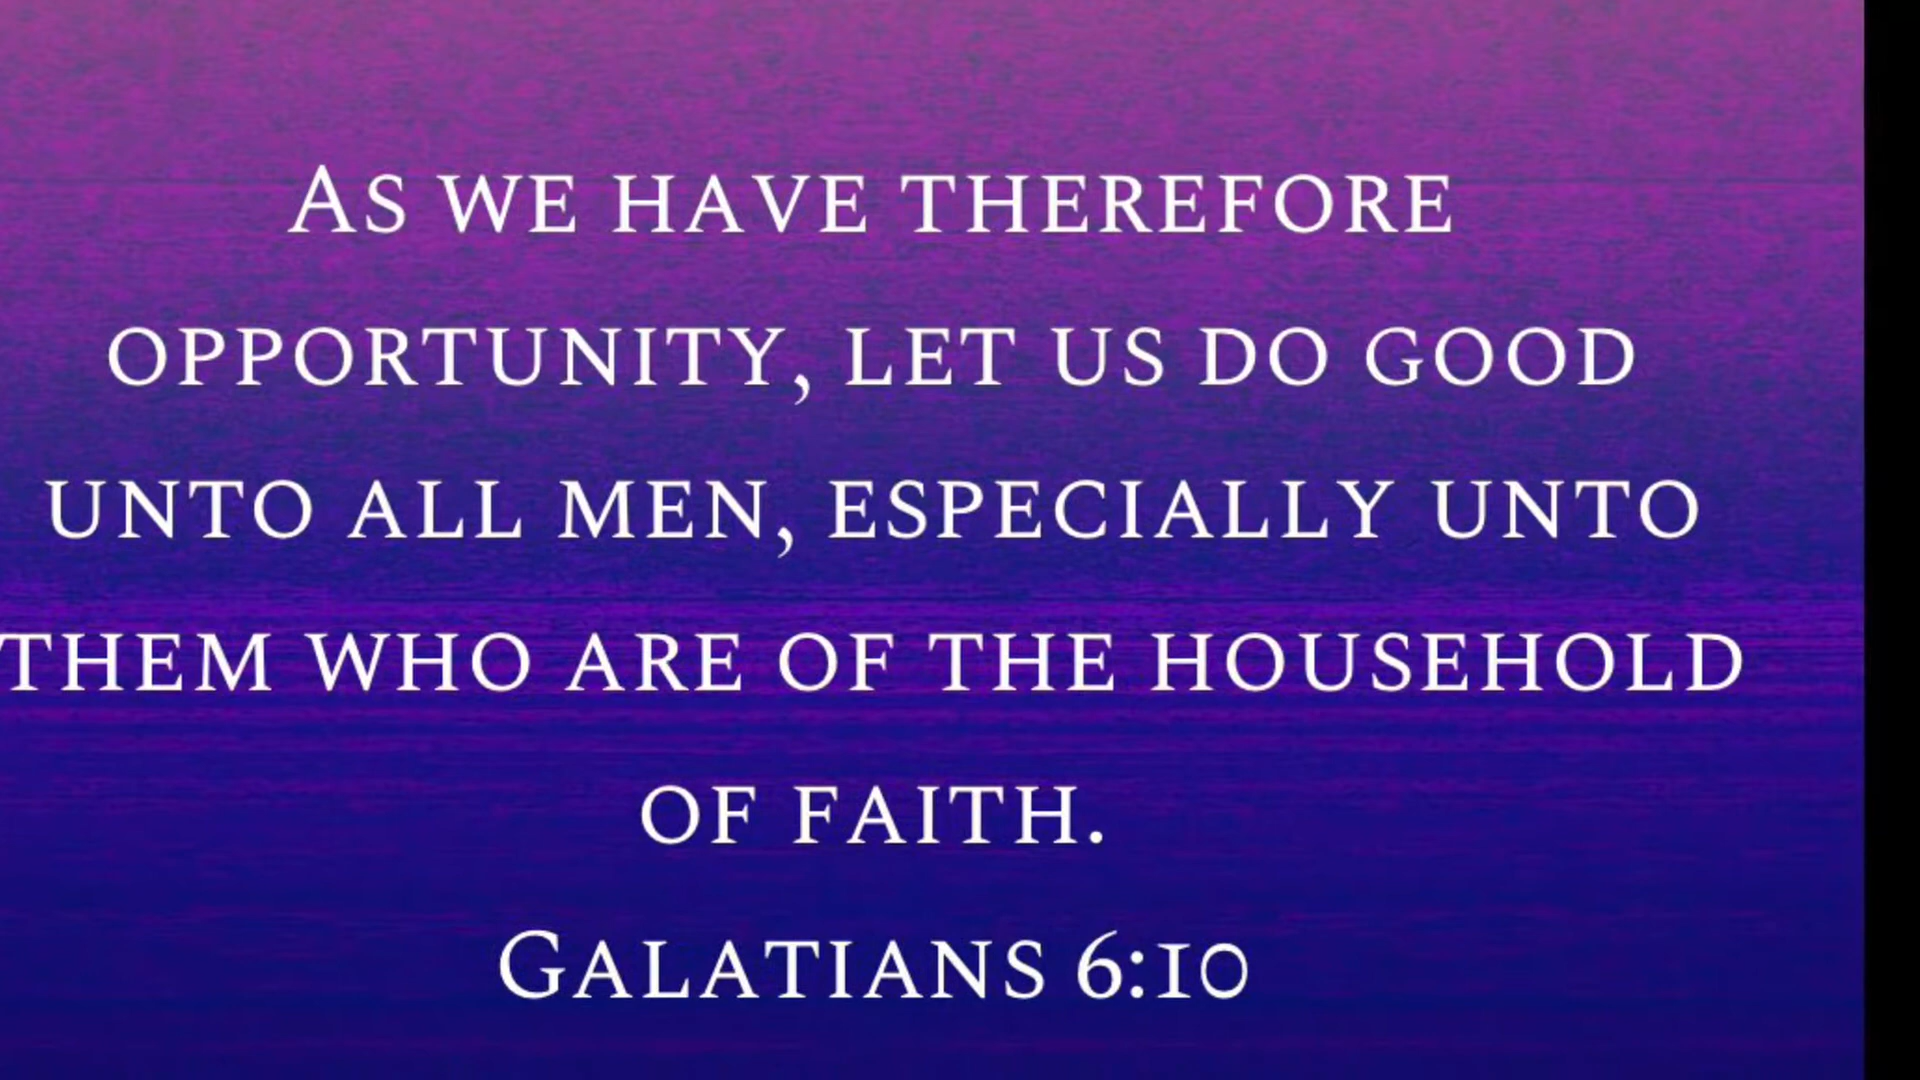 As we have therefore
opportunity, let us do good
unto all men, especially unto
them who are of the household
of faith.
Galatians 6:10